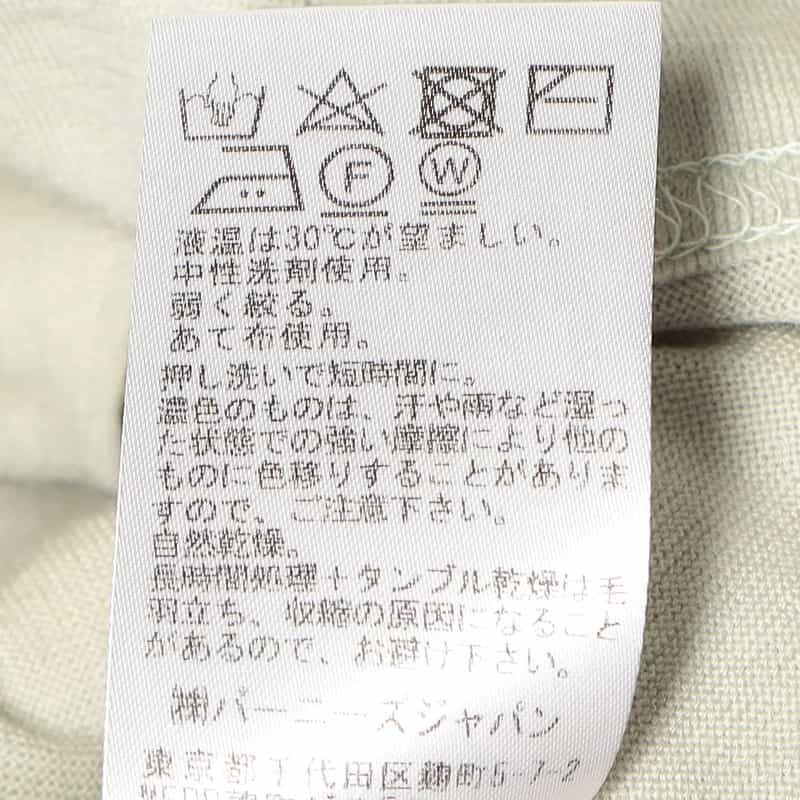 F W
液温は30℃が望ましい。
中性洗剤使用。
弱く絞る。
あて布使用。
押し洗いで短時間に。
濃色のものは、汗や雨など湿っ
た状態での強い摩擦により他の
ものに色移りすることがありま
すので、ご注意下さい。
自然乾燥。
長時間処理+タンブル乾燥は毛
羽立ち、収縮の原因になること
があるので、お避け下さい。
㈱バーニーズジャパン
東京都千代田区麹町5-7-2